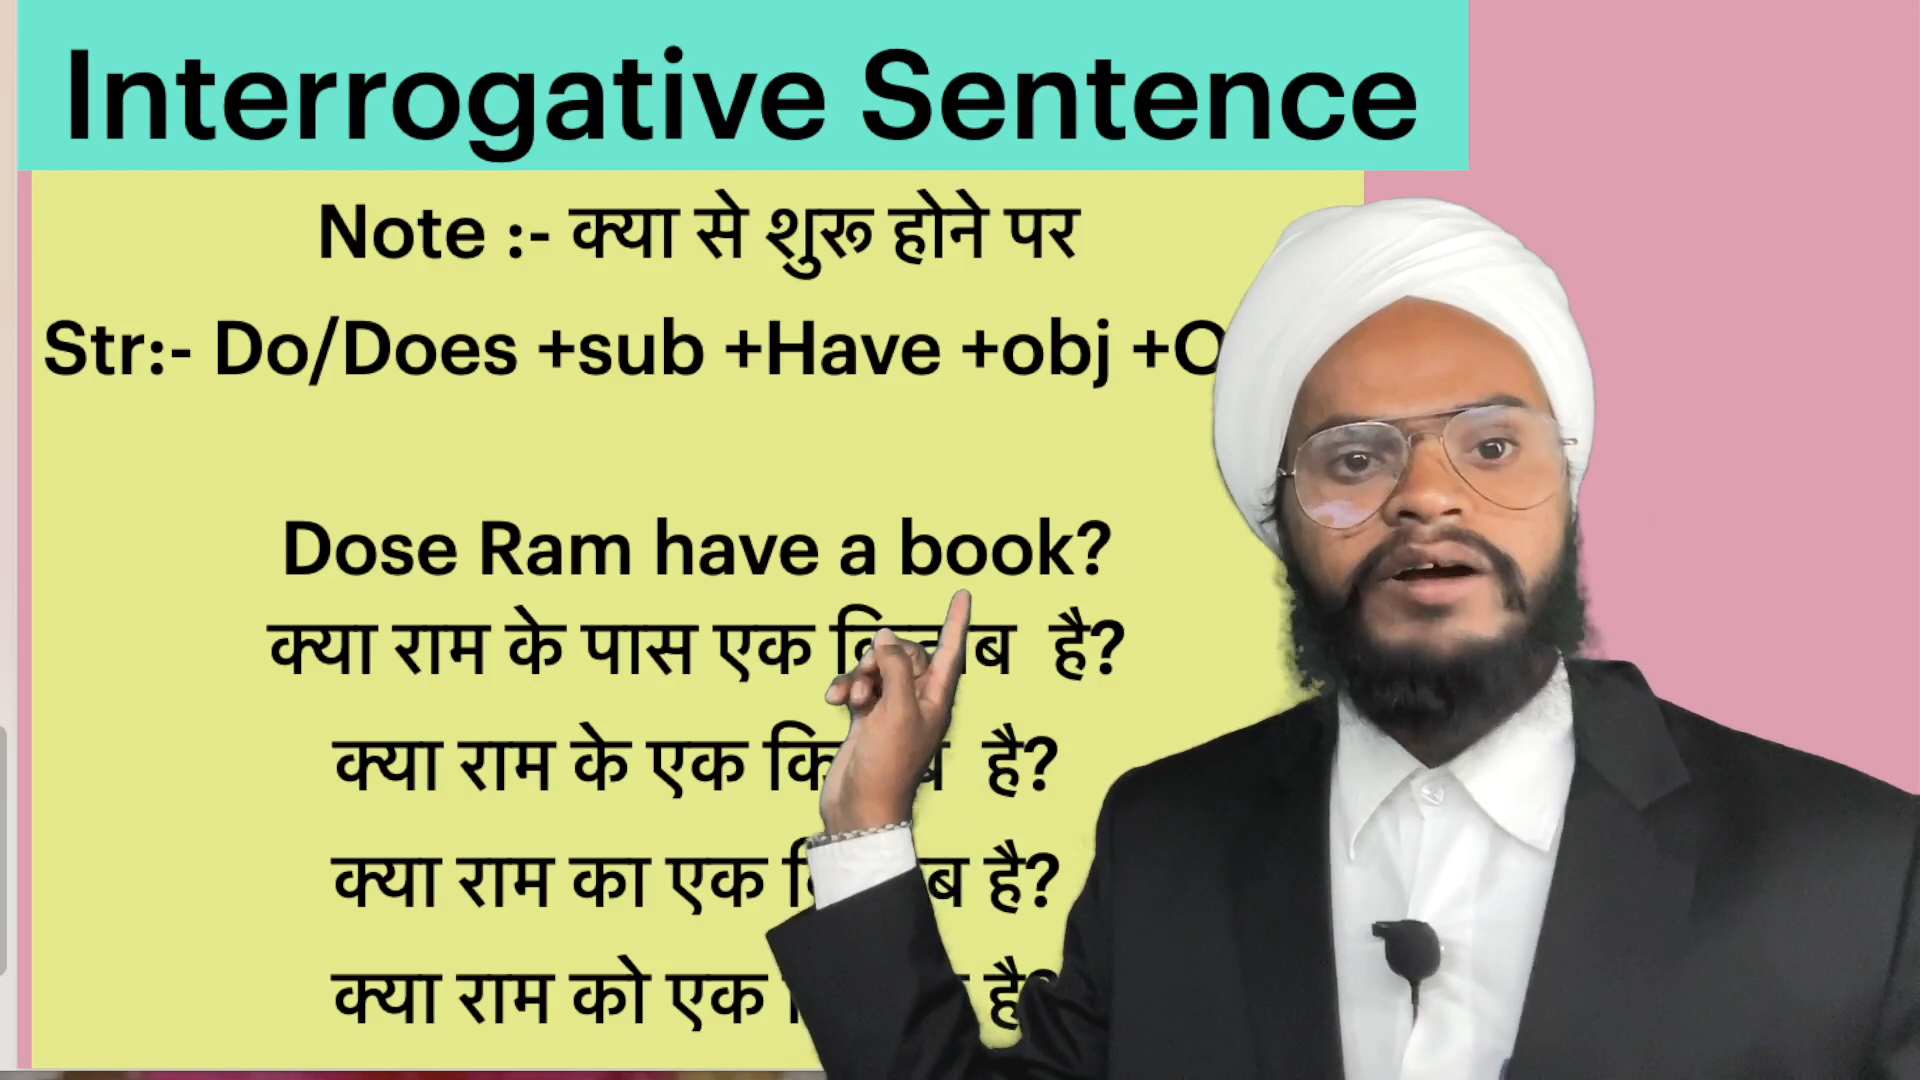 Interrogative Sentence
Note :- क्या से शुरू होने पर
Str:- Do/Does +sub +Have +obj +O
Dose Ram have a book?
क्या राम के पास एक है?
क्या राम के एक है?
क्या राम का एक है?
क्या राम को एक है?